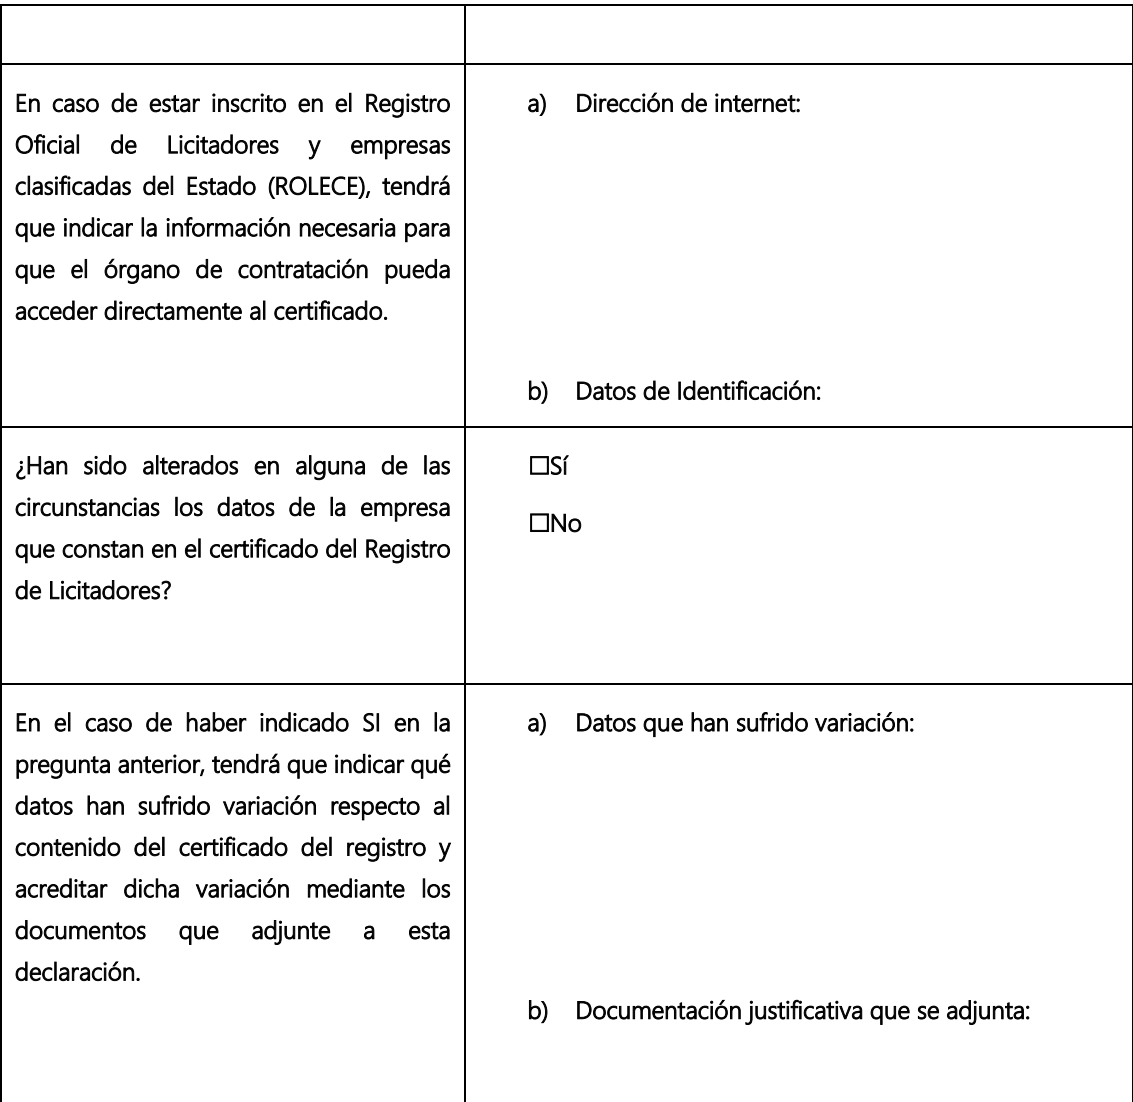 En caso de estar inscrito en el Registro
Oficial de Licitadores y empresas
clasificadas del Estado (ROLECE), tendrá
que indicar la información necesaria para
que el órgano de contratación pueda
acceder directamente al certificado.
a) Dirección de internet:
b) Datos de Identificación:
¿Han sido alterados en alguna de las
circunstancias los datos de la empresa
que constan en el certificado del Registro
de Licitadores?
☐Sí
☐No
En el caso de haber indicado SI en la
pregunta anterior, tendrá que indicar qué
datos han sufrido variación respecto al
contenido del certificado del registro y
acreditar dicha variación mediante los
documentos que adjunte a esta
declaración.
a) Datos que han sufrido variación:
b) Documentación justificativa que se adjunta: